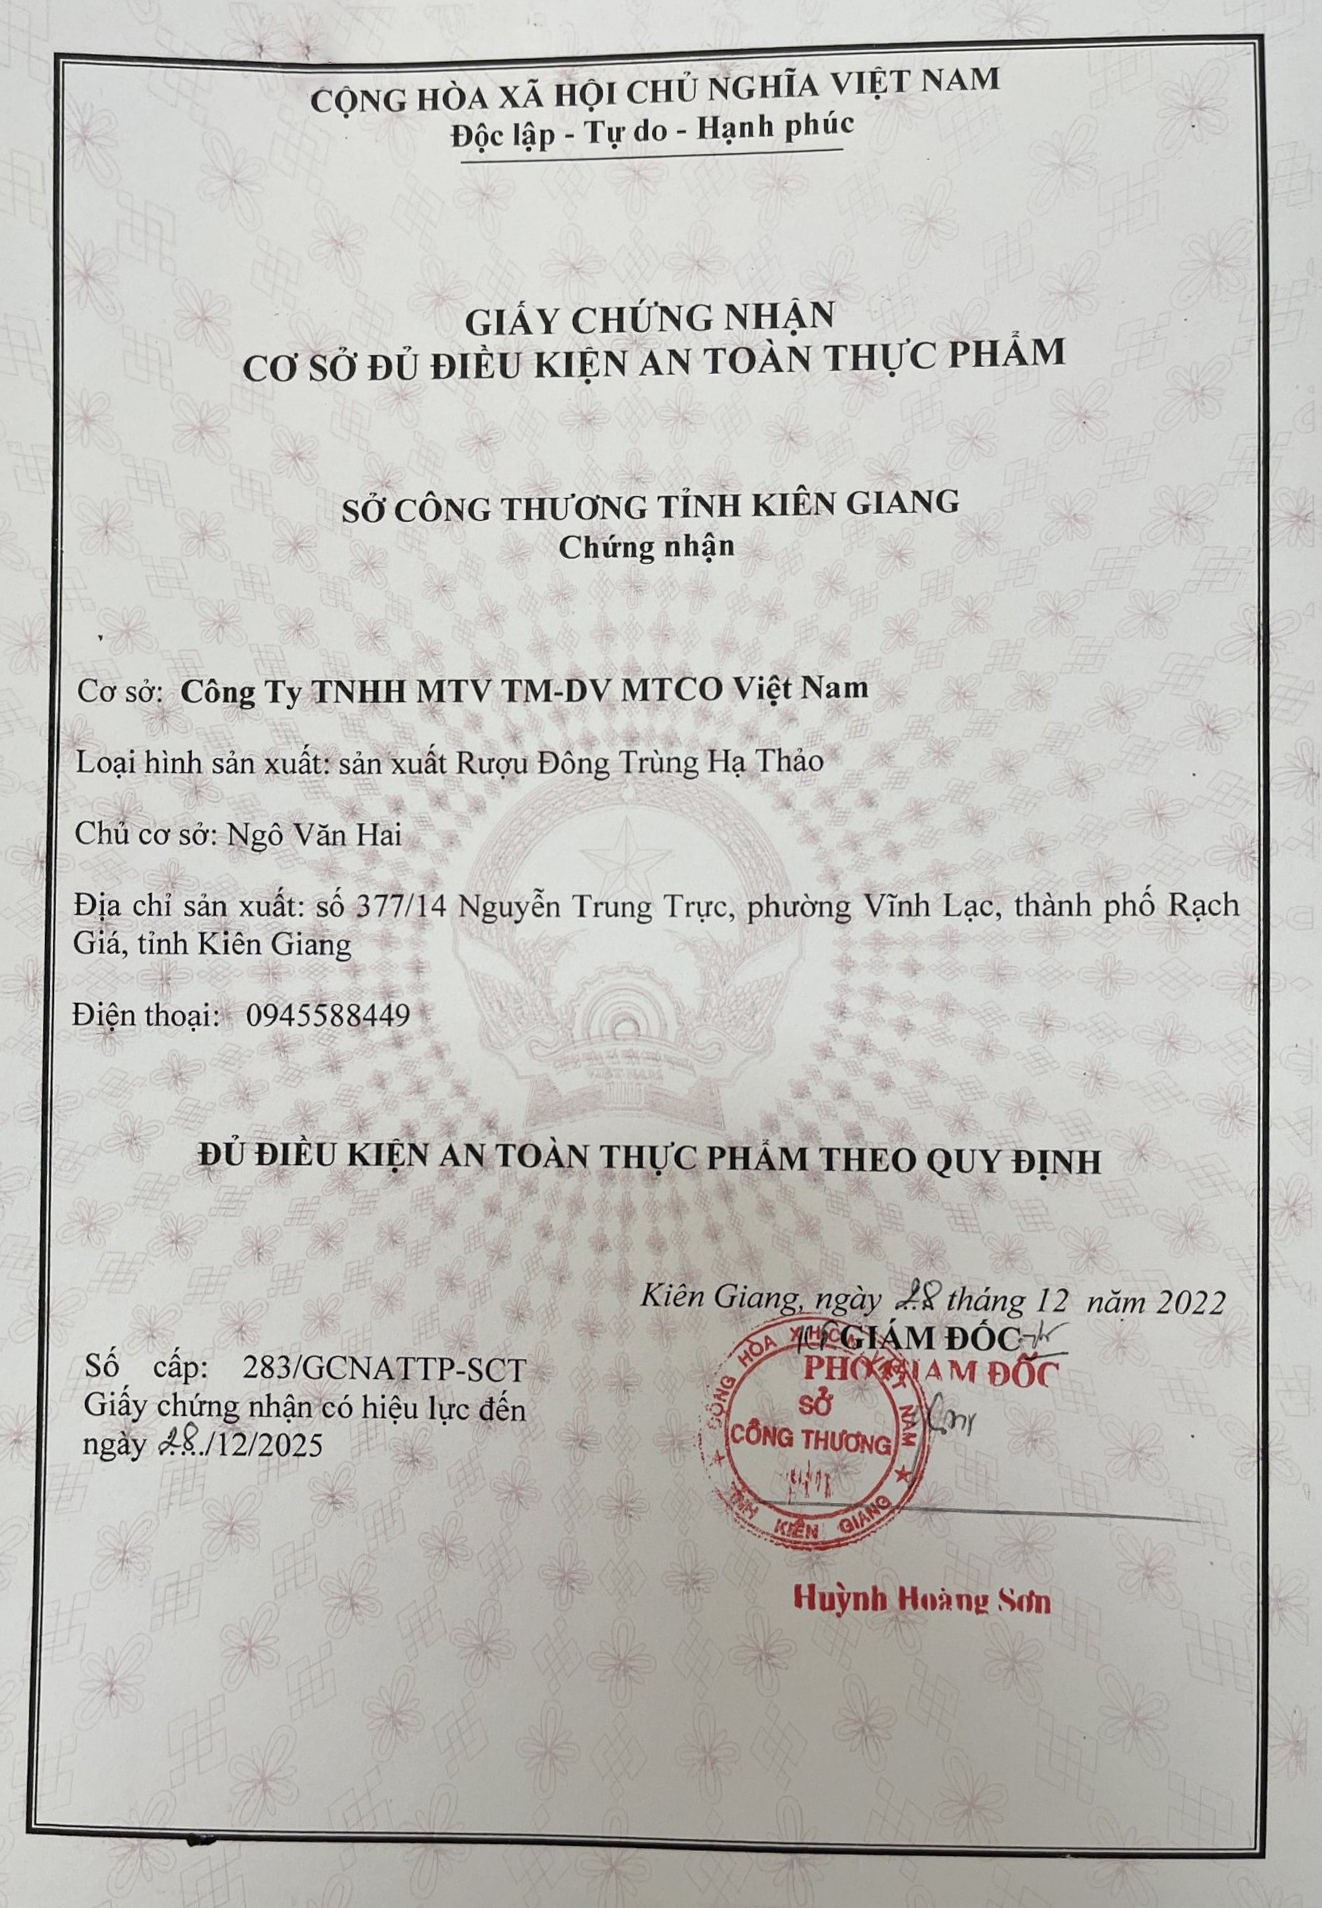 CỘNG HÒA XÃ HỘI CHỦ NGHĨA VIỆT NAM
Độc lập - Tự do - Hạnh phúc
GIẤY CHỨNG NHẬN
CƠ SỞ ĐỦ ĐIỀU KIỆN AN TOÀN THỰC PHẨM
SỞ CÔNG THƯƠNG TỈNH KIÊN GIANG
Chứng nhận
Cơ sở: Công Ty TNHH MTV TM-DV MTCO Việt Nam
Loại hình sản xuất: sản xuất Rượu Đông Trùng Hạ Thảo
Chủ cơ sở: Ngô Văn Hai
Địa chỉ sản xuất: số 377/14 Nguyễn Trung Trực, phường Vĩnh Lạc, thành phố Rạch
Giá, tỉnh Kiên Giang
Điện thoại: 0945588449
ĐỦ ĐIỀU KIỆN AN TOÀN THỰC PHẨM THEO QUY ĐỊNH
Kiên Giang, ngày 28 tháng 12 năm 2022
GIÁM ĐỐC
PHÓ GIÁM ĐỐC
Số cấp: 283/GCNATTP-SCT
Giấy chứng nhận có hiệu lực đến
ngày 28/12/2025
SỞ
CÔNG THƯƠNG
TỈNH KIÊN GIANG
Huỳnh Hoàng Sơn